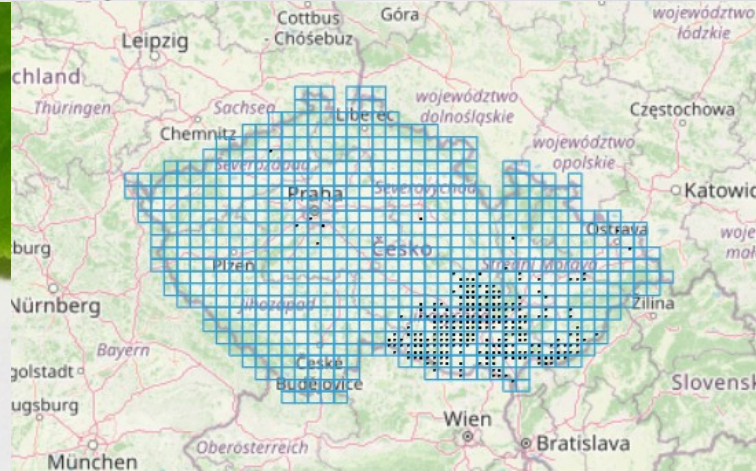 Cottbus
- Chóśebuz
Góra
województwo
łódzkie
Leipzig
chland
Thüringen
Sachsen
Chemnitz
Liberec
województwo
dolnośląskie
Częstochowa
województwo
opolskie
Severozápad
Praha
Severovýchod
Katowic
Ostrava
woje
Česko
burg
Plzeň
Střední Morava
Nürnberg
Jihozápad
Žilina
Bayern
golstadt
České
Budějovice
Slovensk
ugsburg
Wien
Bratislava
Oberösterreich
München